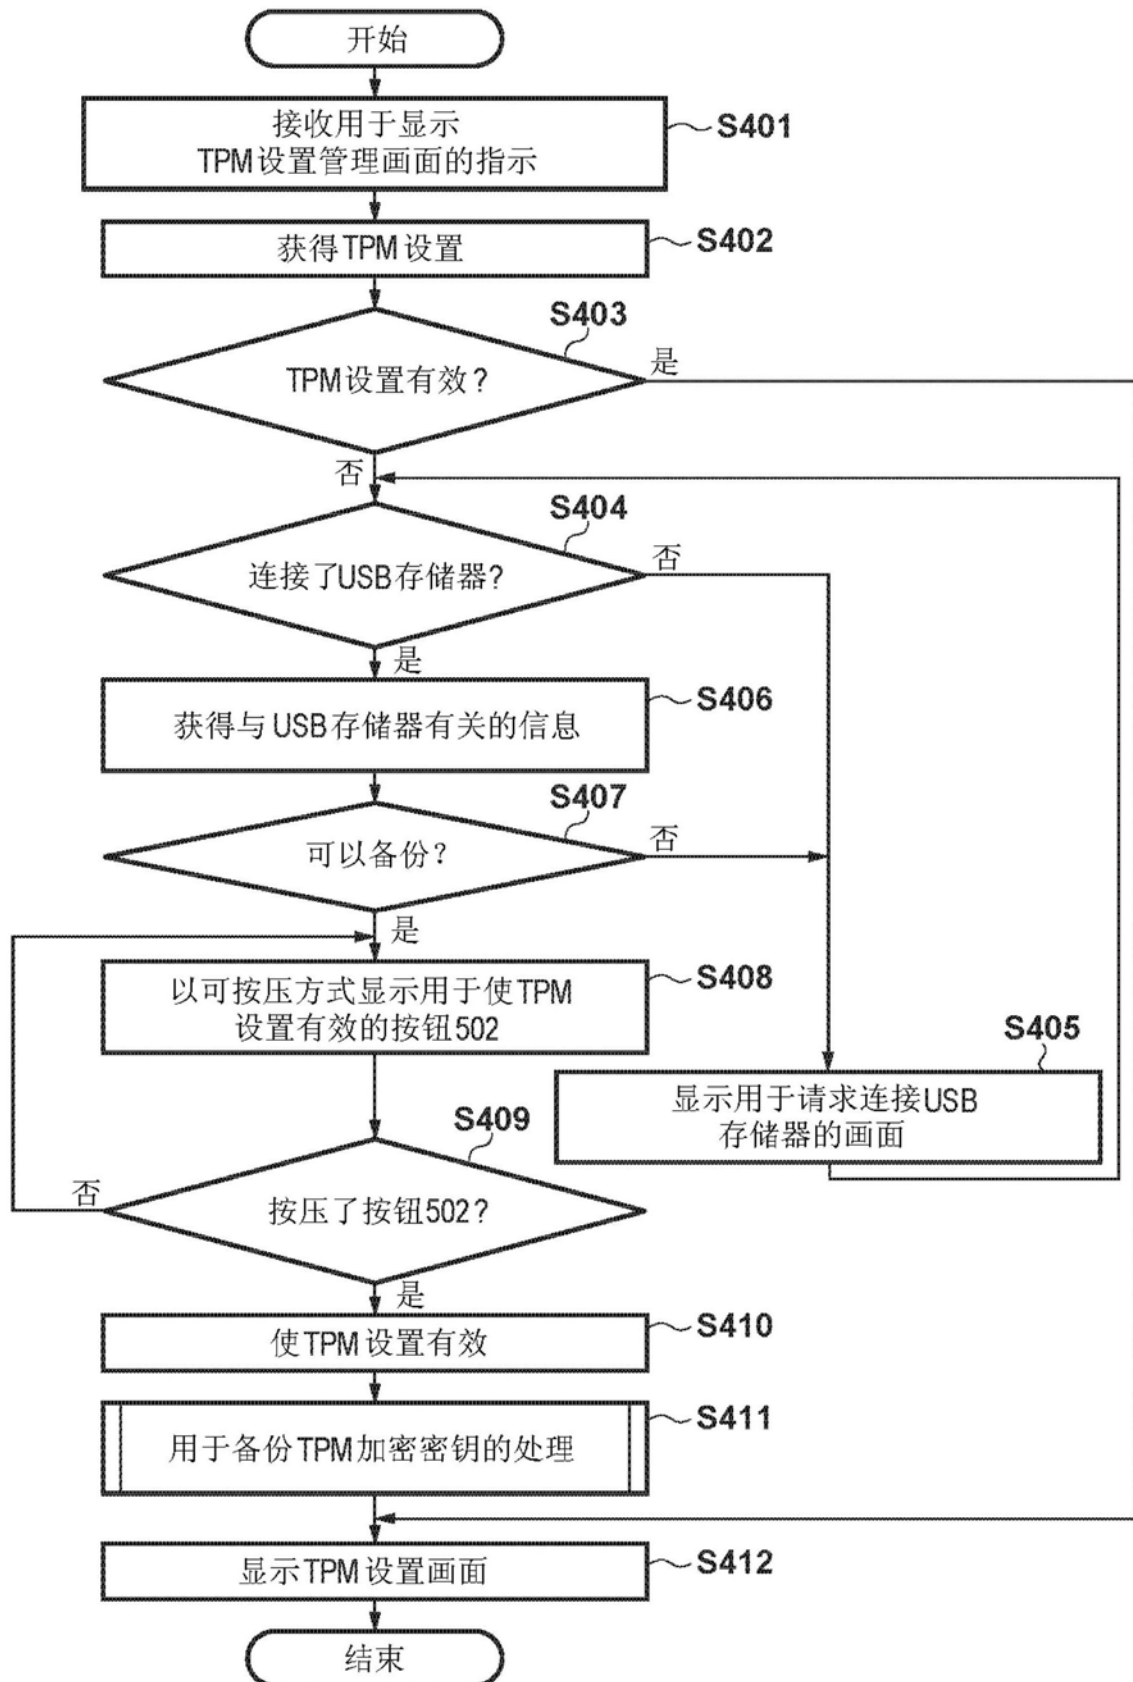 开始
接收用于显示
TPM设置管理画面的指示
S401
获得TPM设置
S402
S403
TPM设置有效?
是
否
S404
连接了USB存储器?
否
是
获得与USB存储器有关的信息
S406
S407
可以备份?
否
是
以可按压方式显示用于使TPM
设置有效的按钮502
S408
S405
显示用于请求连接USB
存储器的画面
S409
按压了按钮502?
否
是
使TPM设置有效
S410
用于备份TPM加密密钥的处理
S411
显示TPM设置画面
S412
结束